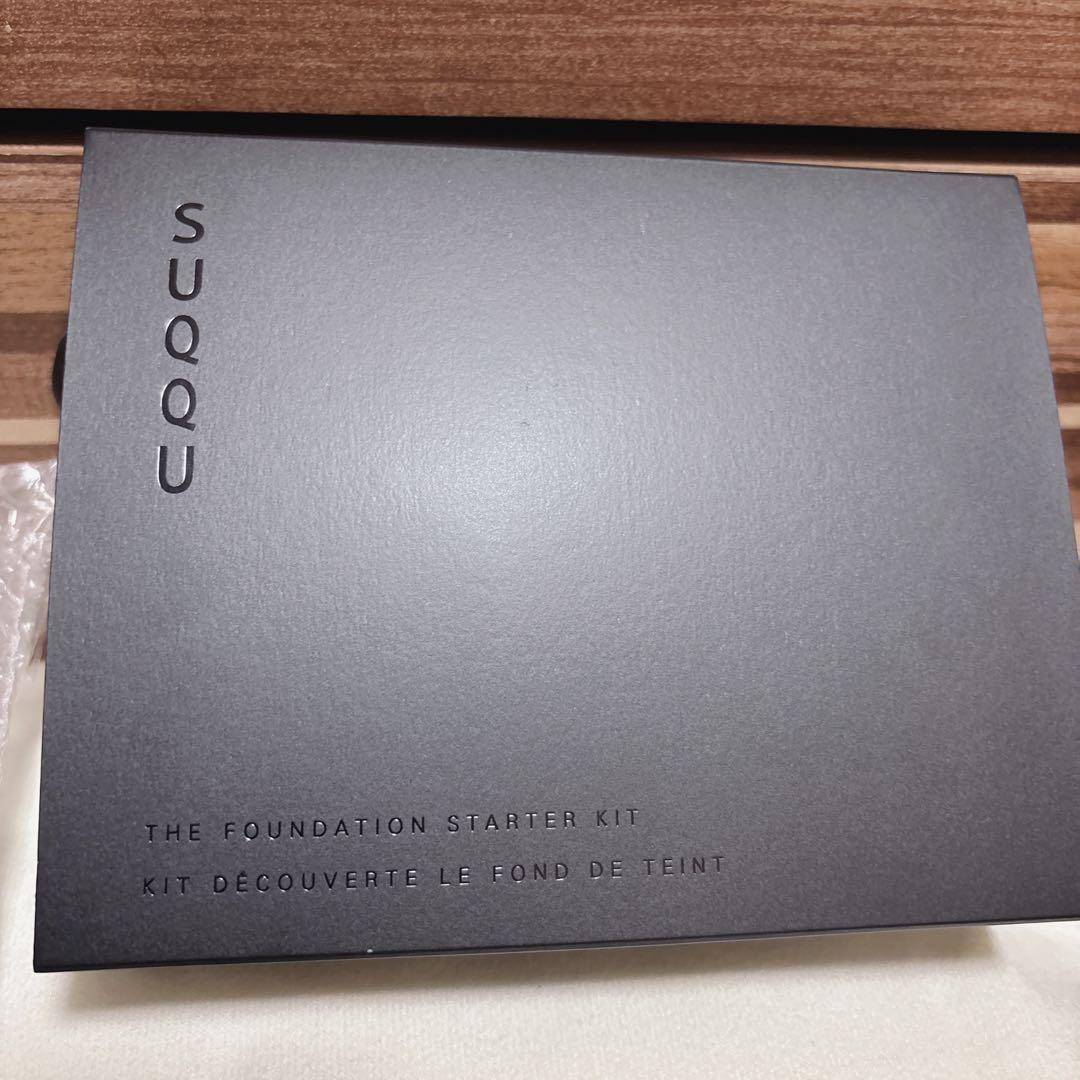 SUQQU
THE FOUNDATION STARTER KIT
KIT DÉCOUVERTE LE FOND DE TEINT